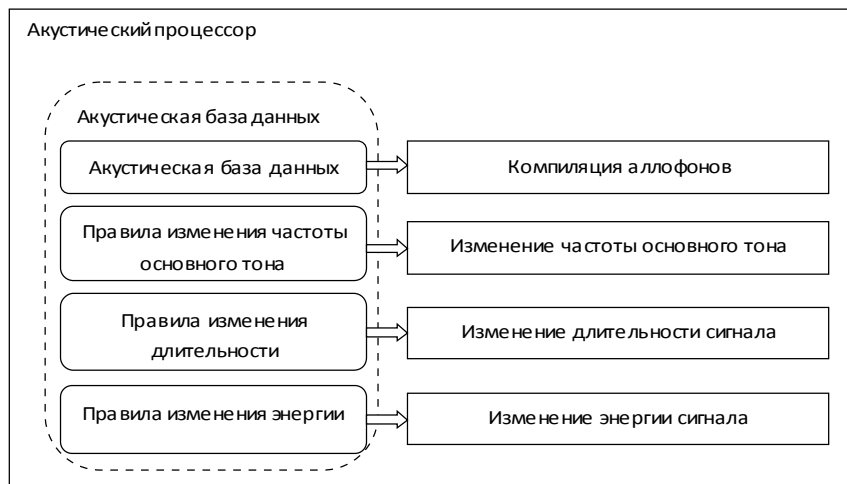 Акустический процессор
Акустическая база данных
Акустическая база данных
Компиляция аллофонов
Правила изменения частоты
основного тона
Изменение частоты основного тона
Правила изменения
длительности
Изменение длительности сигнала
Правила изменения энергии
Изменение энергии сигнала